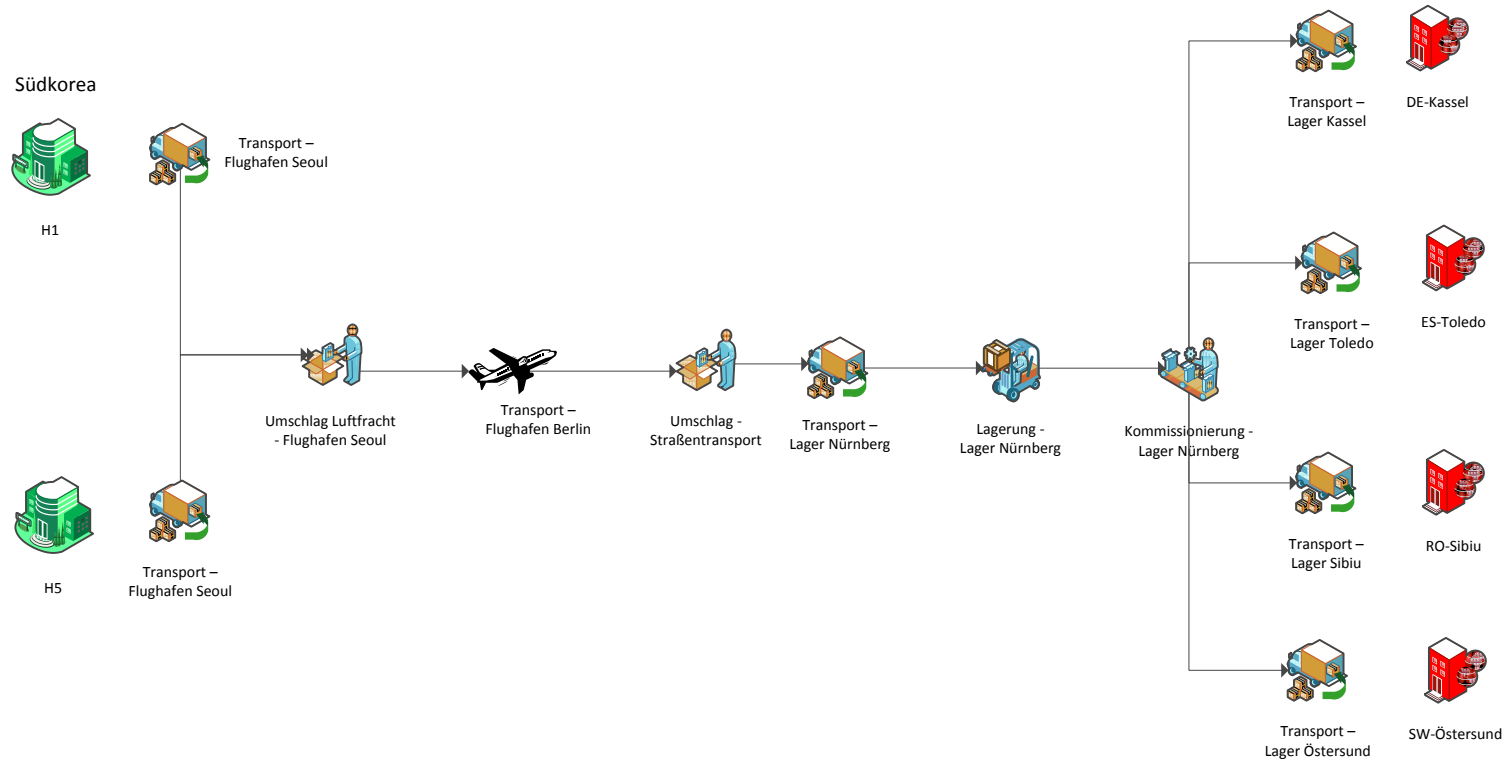 Südkorea
H1
Transport –
Flughafen Seoul
H5
Transport –
Flughafen Seoul
Umschlag Luftfracht
- Flughafen Seoul
Transport –
Flughafen Berlin
Umschlag -
Straßentransport
Transport –
Lager Nürnberg
Lagerung -
Lager Nürnberg
Kommissionierung -
Lager Nürnberg
Transport –
Lager Kassel
DE-Kassel
Transport –
Lager Toledo
ES-Toledo
Transport –
Lager Sibiu
RO-Sibiu
Transport –
Lager Östersund
SW-Östersund